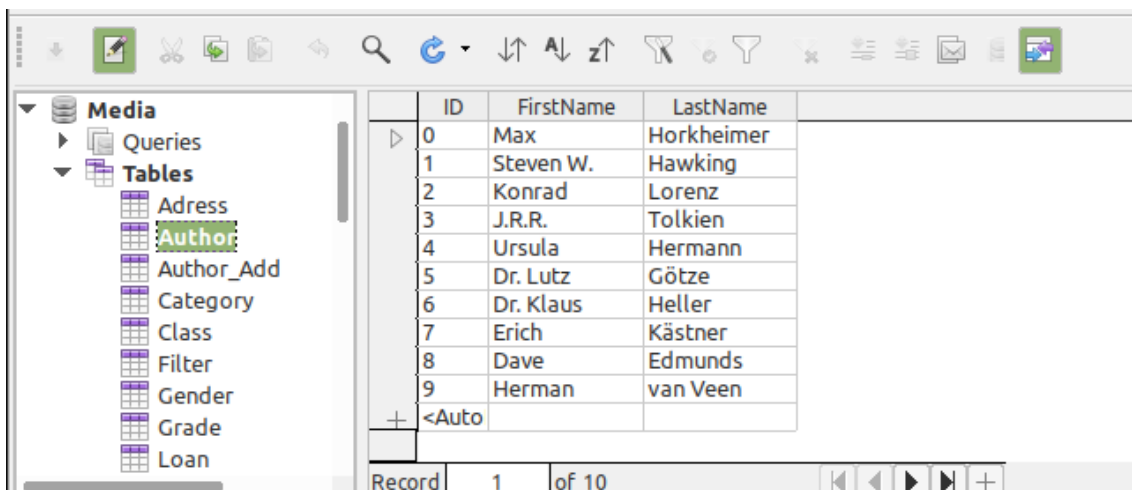 Media
Queries
Tables
Adress
Author
Author_Add
Category
Class
Filter
Gender
Grade
Loan
ID FirstName LastName
0 Max Horkheimer
1 Steven W. Hawking
2 Konrad Lorenz
3 J.R.R. Tolkien
4 Ursula Hermann
5 Dr. Lutz Götze
6 Dr. Klaus Heller
7 Erich Kästner
8 Dave Edmunds
9 Herman van Veen
<Auto
Record 1 of 10